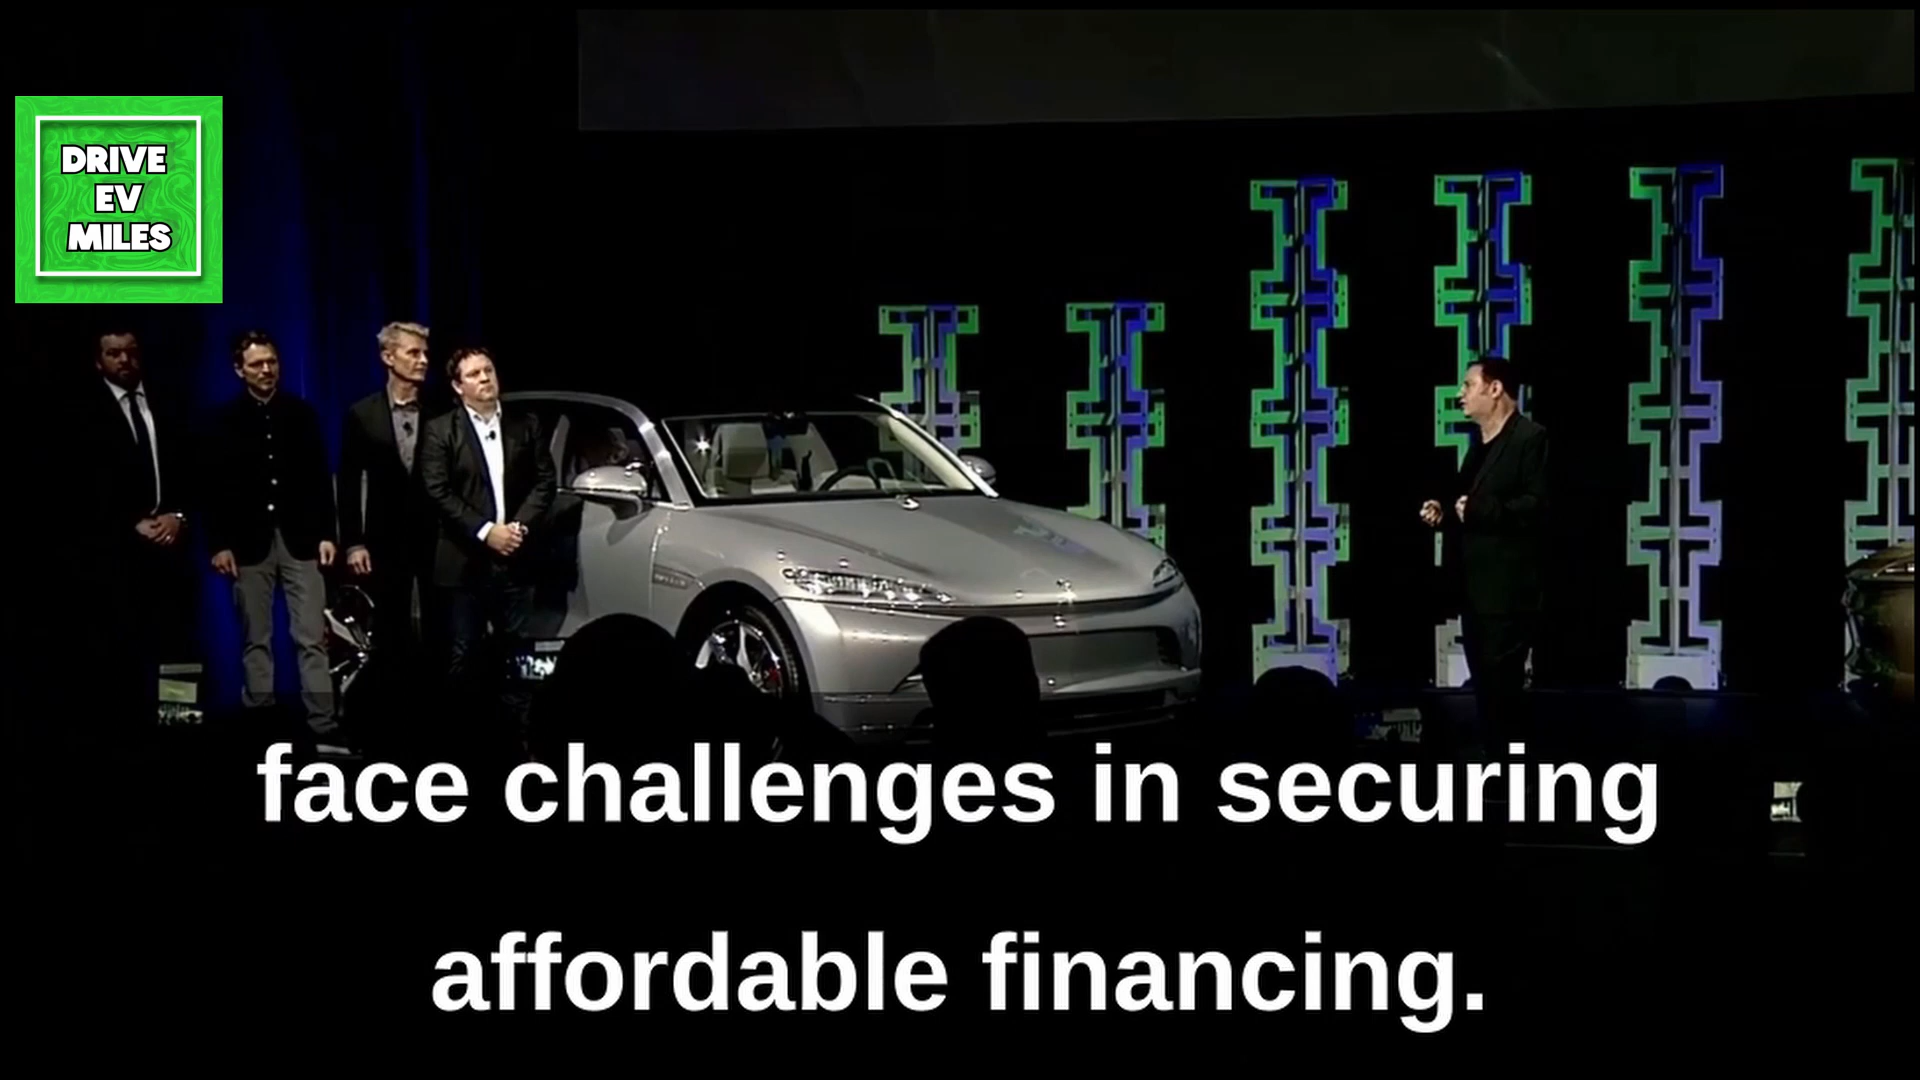 DRIVE
EV
MILES
face challenges in securing
affordable financing.